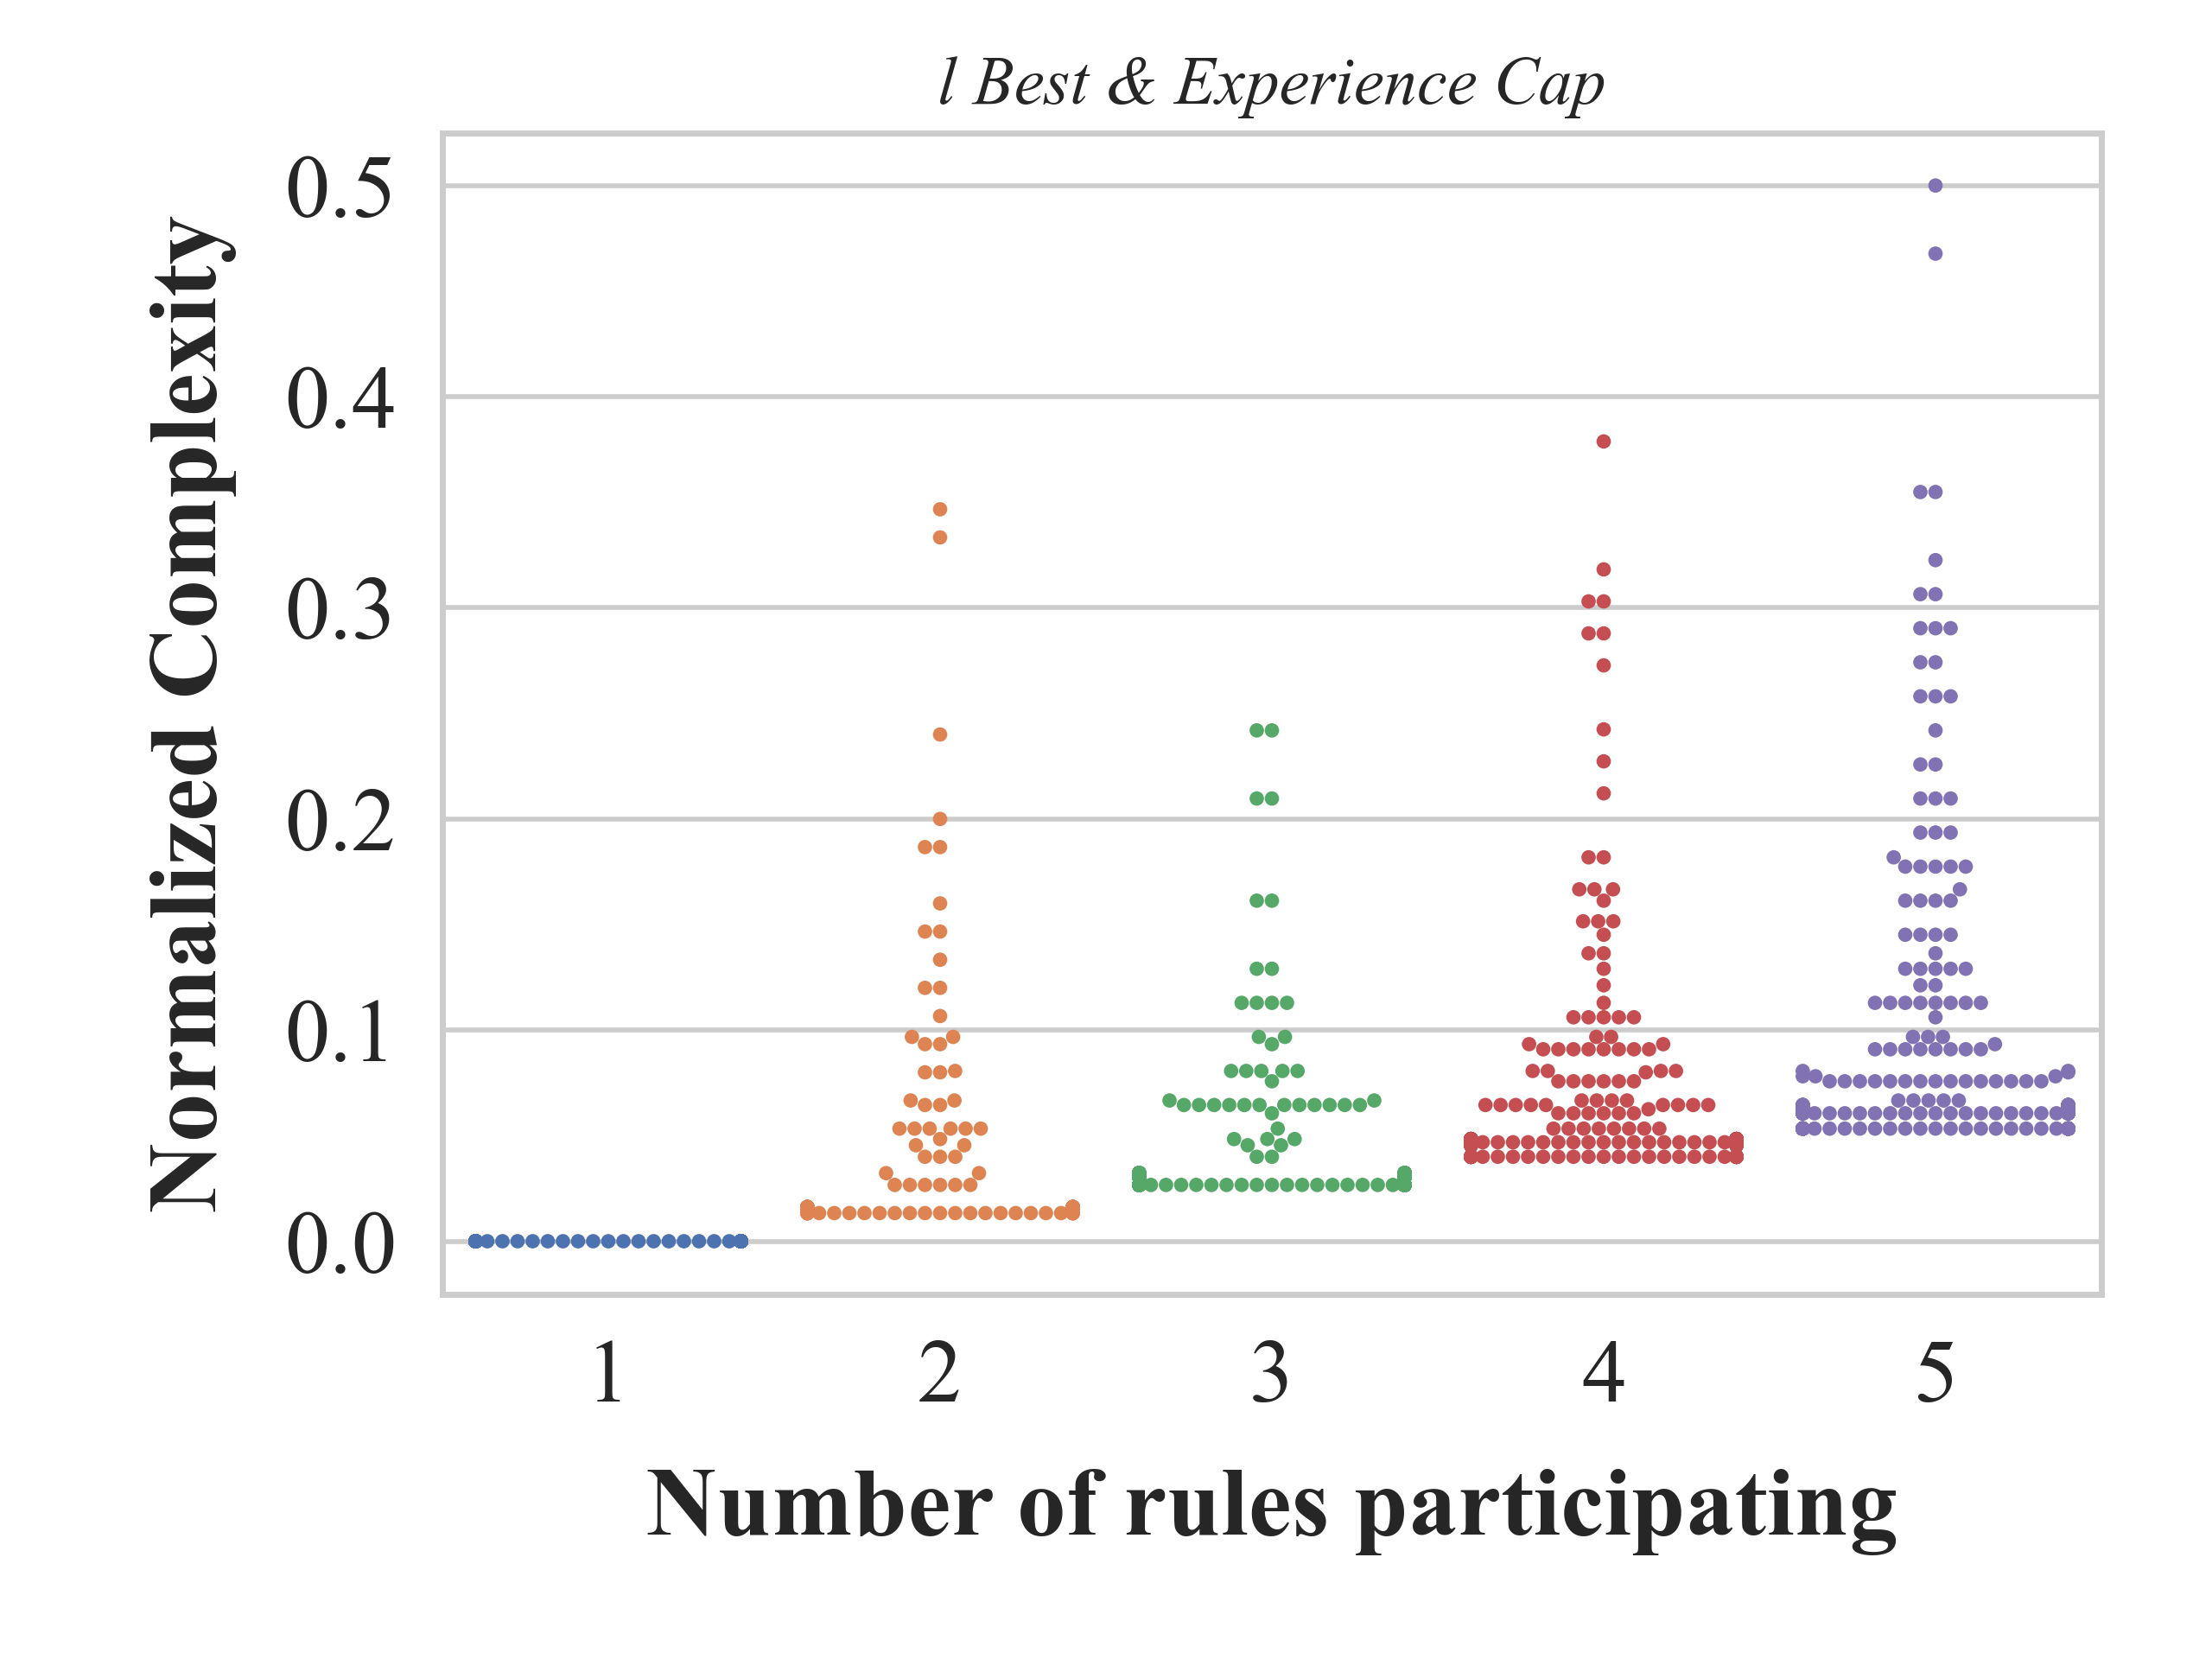 l Best & Experience Cap
Normalized Complexity
0.5
0.4
0.3
0.2
0.1
0.0
1 2 3 4 5
Number of rules participating